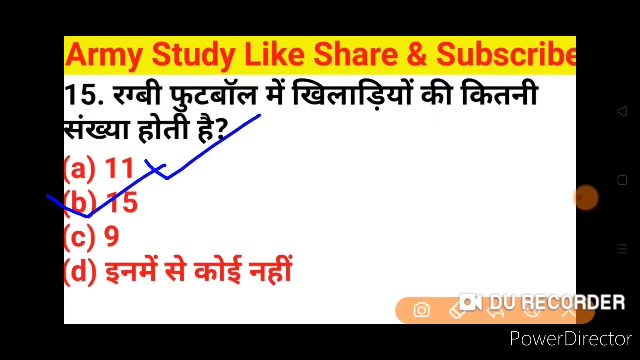 Army Study Like Share & Subscribe
15. रग्बी फुटबॉल में खिलाड़ियों की कितनी
संख्या होती है?
(a) 11
(b) 15
(c) 9
(d) इनमें से कोई नहीं
DU RECORDER
PowerDirector